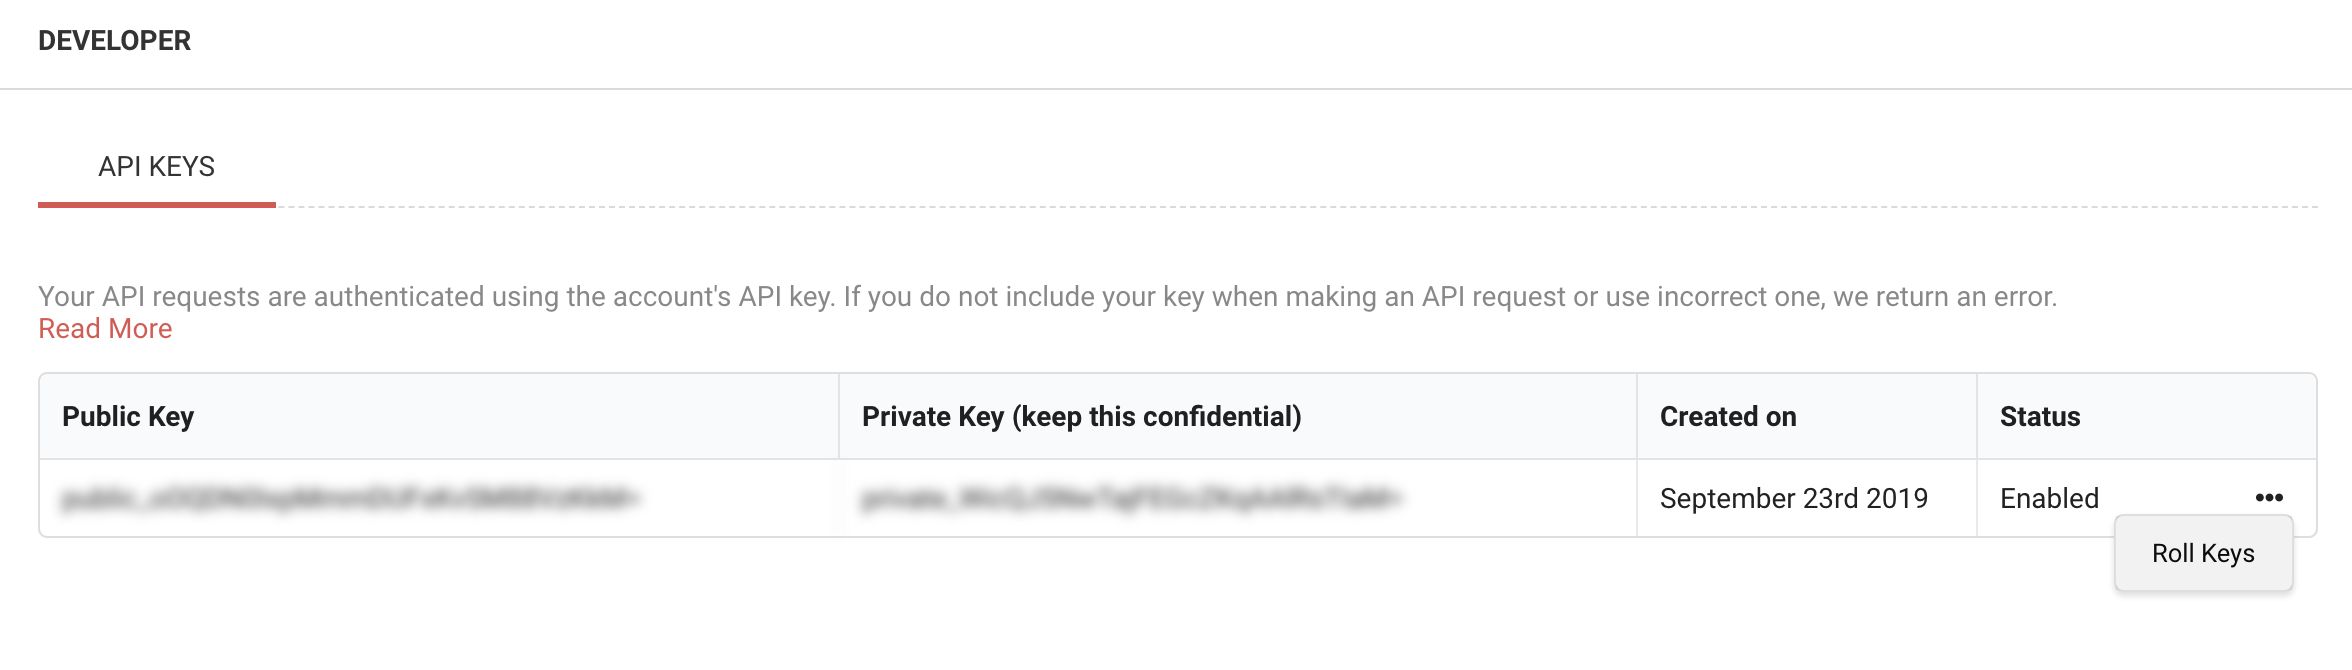 DEVELOPER
API KEYS
Your API requests are authenticated using the account's API key. If you do not include your key when making an API request or use incorrect one, we return an error.
Read More
Public Key Private Key (keep this confidential) Created on Status
September 23rd 2019 Enabled •••
Roll Keys